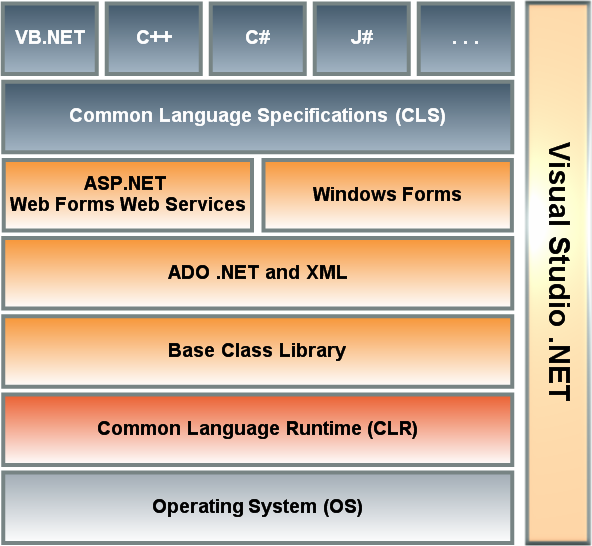 VB.NET
C++
C#
J#
. . .
Common Language Specifications (CLS)
ASP.NET
Web Forms Web Services
Windows Forms
ADO .NET and XML
Base Class Library
Common Language Runtime (CLR)
Operating System (OS)
Visual Studio .NET